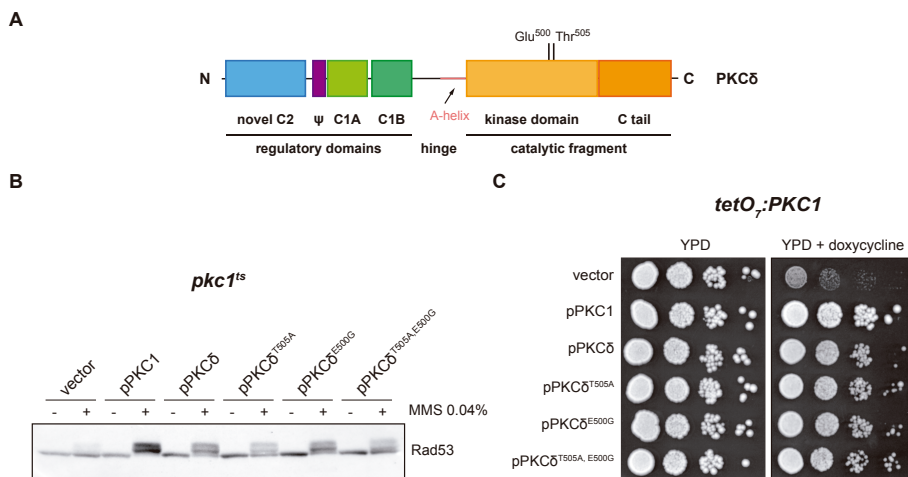 A
Glu500 Thr505
N
C
PKCδ
A-helix
novel C2
ψ
C1A
C1B
kinase domain
C tail
regulatory domains
hinge
catalytic fragment
B
pkc1ts
vector
pPKC1
pPKCδ
pPKCδT505A
pPKCδE500G
pPKCδT505A,E500G
- + - + - + - + - + - +
MMS 0.04%
Rad53
C
tetO7:PKC1
YPD
YPD + doxycycline
vector
pPKC1
pPKCδ
pPKCδT505A
pPKCδE500G
pPKCδT505A, E500G